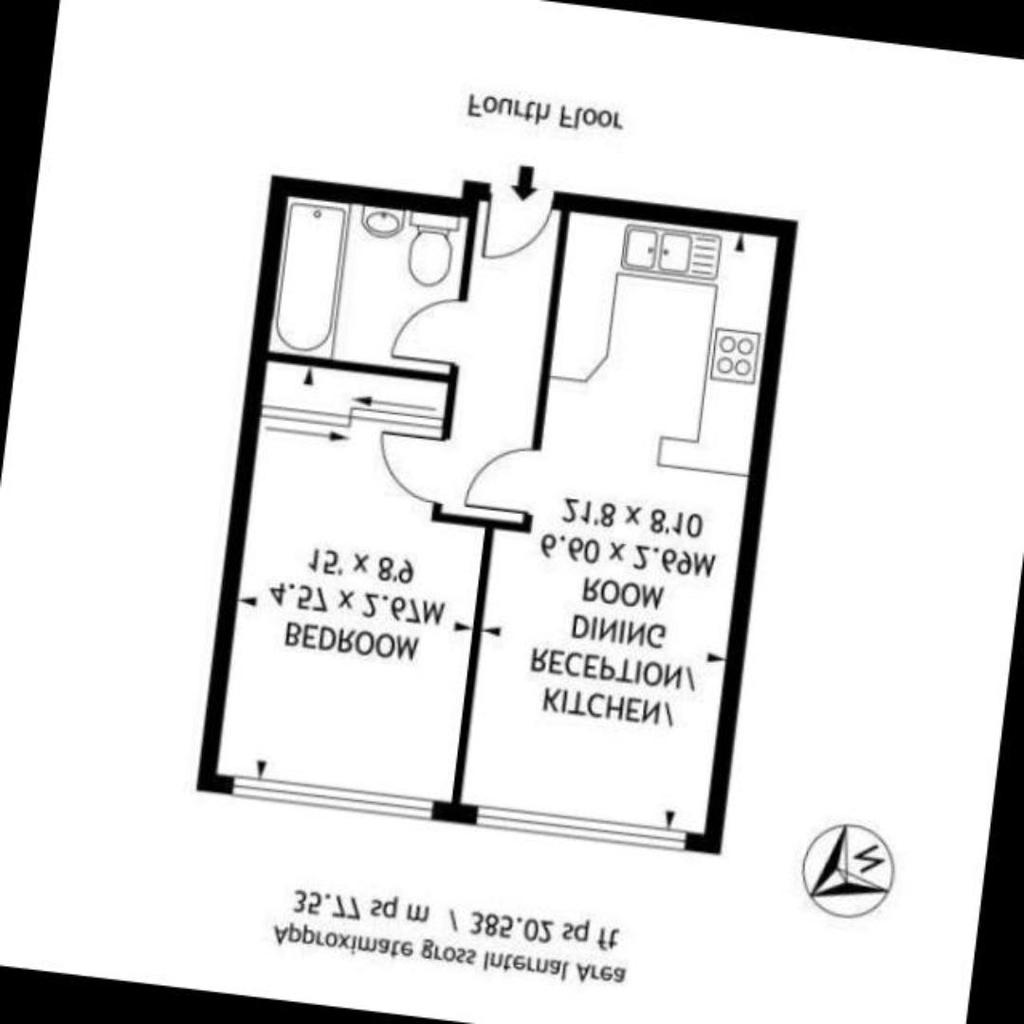 Approximate gross Internal Area
35.77 sq m / 385.02 sq ft
N
KITCHEN/
RECEPTION/
DINING
ROOM
6.60 x 2.69M
21'8 x 8'10
BEDROOM
4.57 x 2.67M
15' x 8'9
Fourth Floor